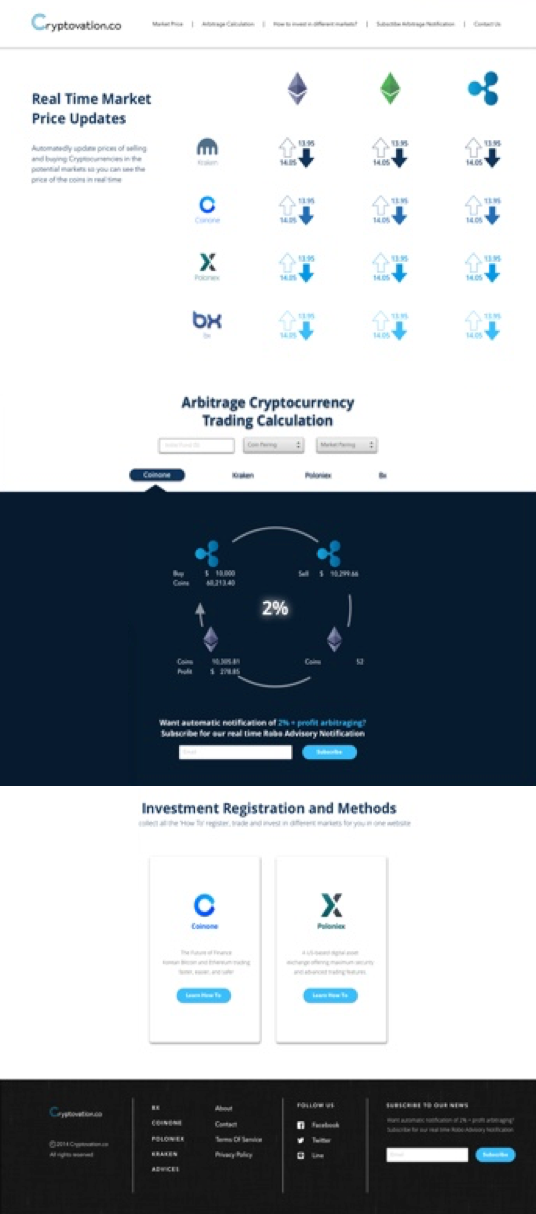 Cryptovation.co
Market Price | Arbitrage Calculation | How to invest in different markets? | Subscribe Arbitrage Notification | Contact Us
Real Time Market
Price Updates
Automatedly update prices of selling
and buying Cryptocurrencies in the
potential markets so you can see the
price of the coins in real time
Kraken
13.95 13.95 13.95
14.05 14.05 14.05
Coinone
13.95 13.95 13.95
14.05 14.05 14.05
Poloniex
13.95 13.95 13.95
14.05 14.05 14.05
bx
bx
13.95 13.95 13.95
14.05 14.05 14.05
Arbitrage Cryptocurrency
Trading Calculation
Coin Pairing
Market Pairing
Coinone Kraken Poloniex Bx
Buy $ 10,000
Coins 60,213.40
Sell $ 10,299.66
2%
Coins 10,305.81
Profit $ 278.85
Coins 52
Want automatic notification of 2% + profit arbitraging?
Subscribe for our real time Robo Advisory Notification
Email
Subscribe
Investment Registration and Methods
collect all the 'How To' register, trade and invest in different markets for you in one website
Coinone
The Future of Finance
Korean Bitcoin and Ethereum trading
faster, easier, and safer
Learn How To
Poloniex
A US-based digital asset
exchange offering maximum security
and advanced trading features.
Learn How To
Cryptovation.co
©2014 Cryptovation.co
All rights reserved
BX
COINONE
POLONIEX
KRAKEN
ADVICES
About
Contact
Terms Of Service
Privacy Policy
FOLLOW US
Facebook
Twitter
Line
SUBSCRIBE TO OUR NEWS
Want automatic notification of 2% + profit arbitraging?
Subscribe for our real time Robo Advisory Notification
Email
Subscribe